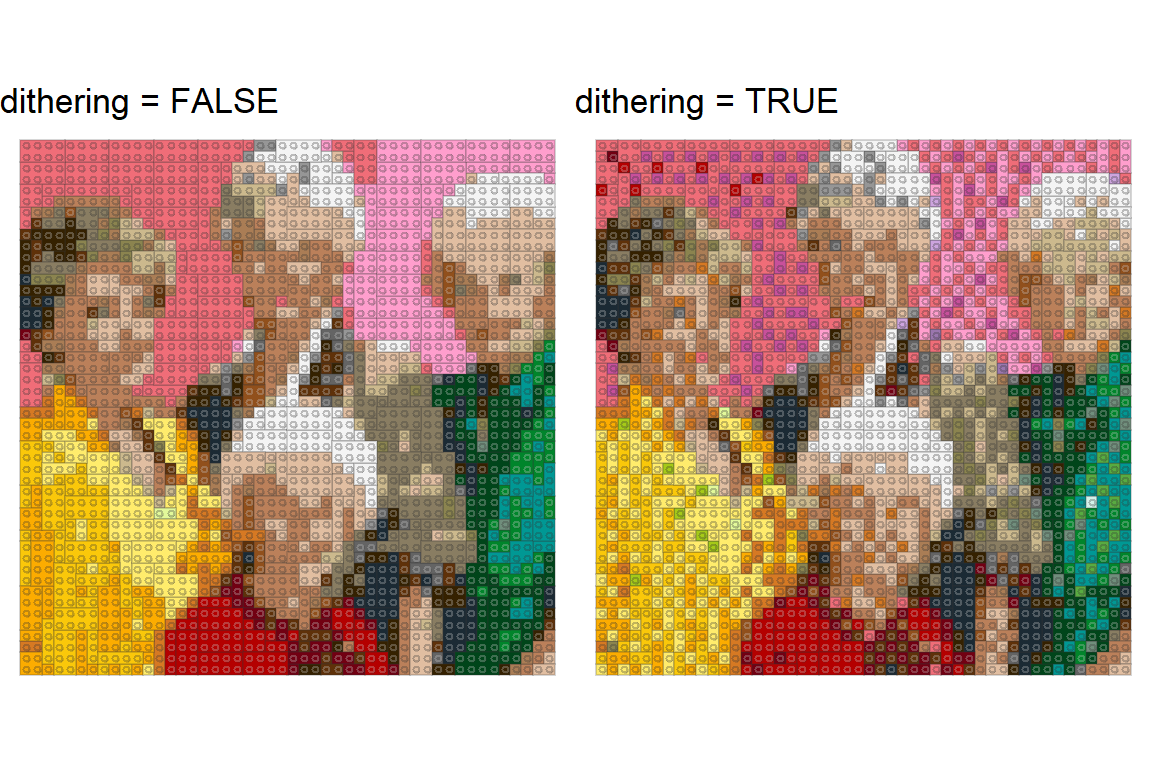 dithering = FALSE
dithering = TRUE